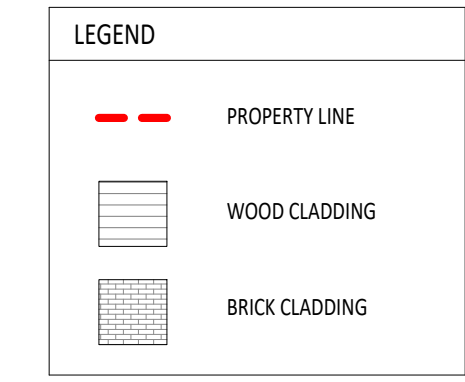 LEGEND
PROPERTY LINE
WOOD CLADDING
BRICK CLADDING